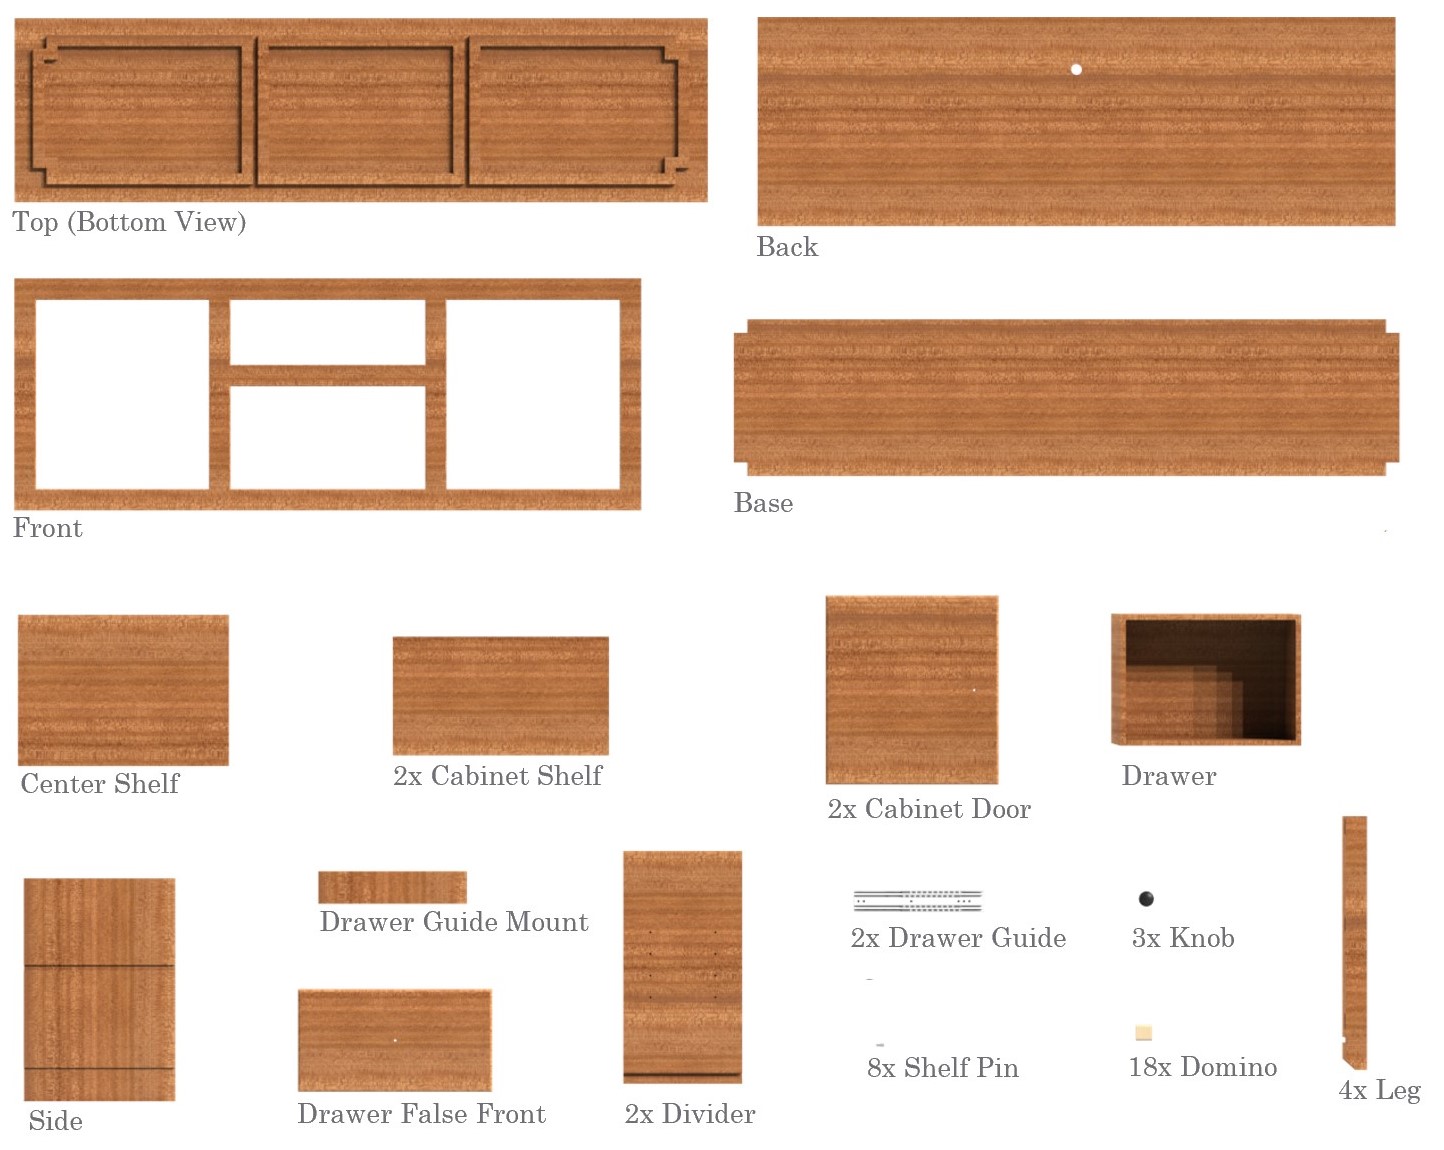 Top (Bottom View)
Back
Front
Base
Center Shelf
2x Cabinet Shelf
2x Cabinet Door
Drawer
Side
Drawer Guide Mount
Drawer False Front
2x Divider
2x Drawer Guide
3x Knob
8x Shelf Pin
18x Domino
4x Leg